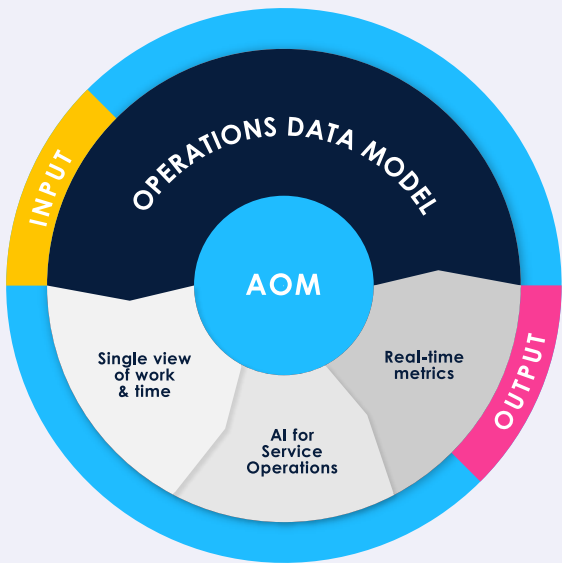 OPERATIONS DATA MODEL
INPUT
AOM
Single view
of work
& time
AI for
Service
Operations
Real-time
metrics
OUTPUT